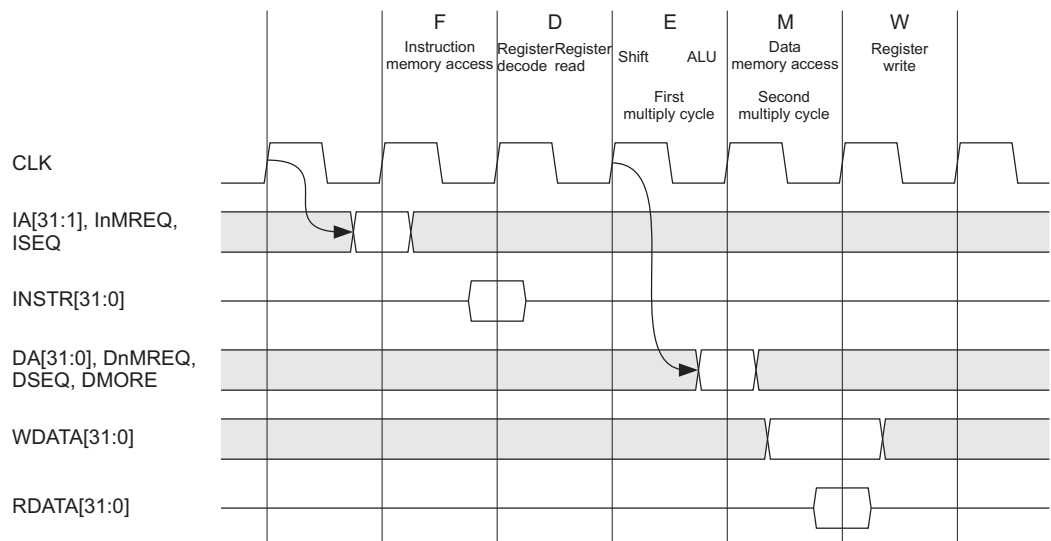 F D E M W
Instruction RegisterRegister Data Register
memory access decode read Shift ALU memory access write
First Second
multiply cycle multiply cycle
CLK
IA[31:1], InMREQ,
ISEQ
INSTR[31:0]
DA[31:0], DnMREQ,
DSEQ, DMORE
WDATA[31:0]
RDATA[31:0]